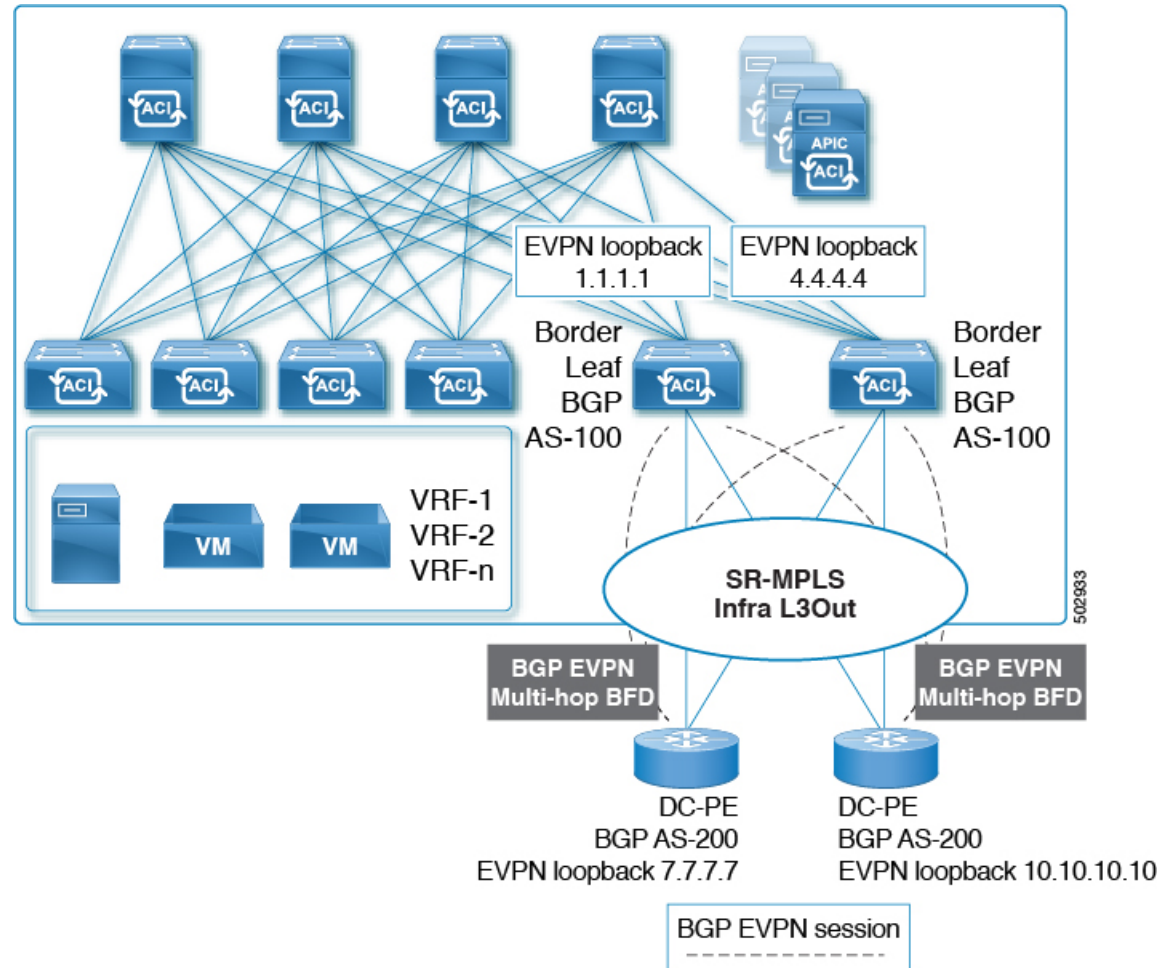 ACI
ACI
ACI
ACI
APIC
ACI
EVPN loopback
1.1.1.1
EVPN loopback
4.4.4.4
Border
Leaf
BGP
AS-100
Border
Leaf
BGP
AS-100
ACI
ACI
ACI
ACI
ACI
ACI
VM
VM
VRF-1
VRF-2
VRF-n
SR-MPLS
Infra L3Out
502933
BGP EVPN
Multi-hop BFD
BGP EVPN
Multi-hop BFD
DC-PE
BGP AS-200
EVPN loopback 7.7.7.7
DC-PE
BGP AS-200
EVPN loopback 10.10.10.10
BGP EVPN session